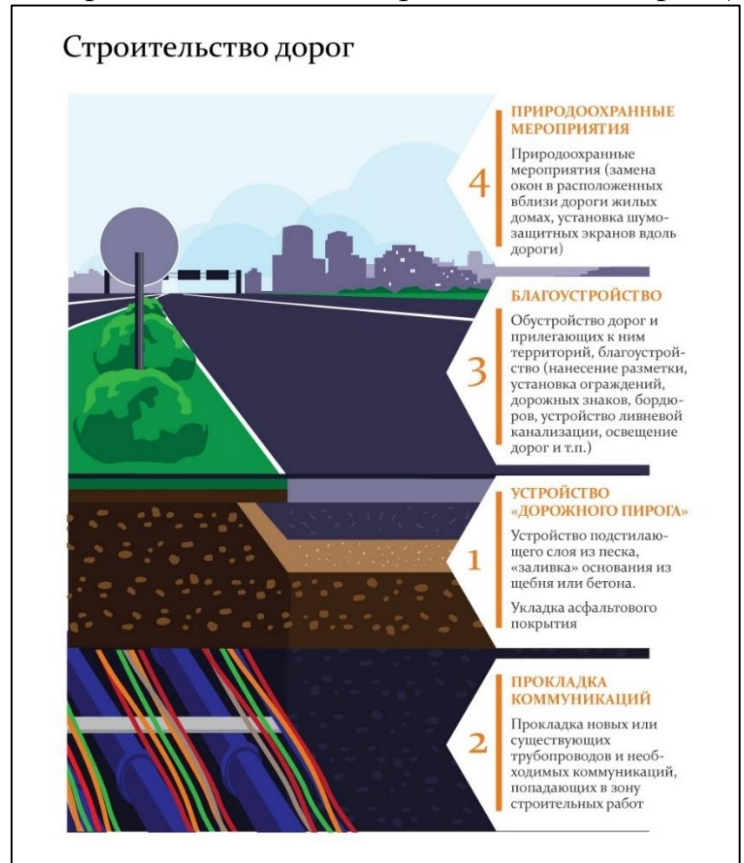 Строительство дорог
4
ПРИРОДООХРАННЫЕ
МЕРОПРИЯТИЯ
Природоохранные
мероприятия (замена
окон в расположенных
вблизи дороги жилых
домах, установка шумо-
защитных экранов вдоль
дороги)
3
БЛАГОУСТРОЙСТВО
Обустройство дорог и
прилегающих к ним
территорий, благоустрой-
ство (нанесение разметки,
установка ограждений,
дорожных знаков, бордю-
ров, устройство ливневой
канализации, освещение
дорог и т.п.)
1
УСТРОЙСТВО
«ДОРОЖНОГО ПИРОГА»
Устройство подстилаю-
щего слоя из песка,
«заливка» основания из
щебня или бетона.
Укладка асфальтового
покрытия
2
ПРОКЛАДКА
КОММУНИКАЦИЙ
Прокладка новых или
существующих
трубопроводов и необ-
ходимых коммуникаций,
попадающих в зону
строительных работ